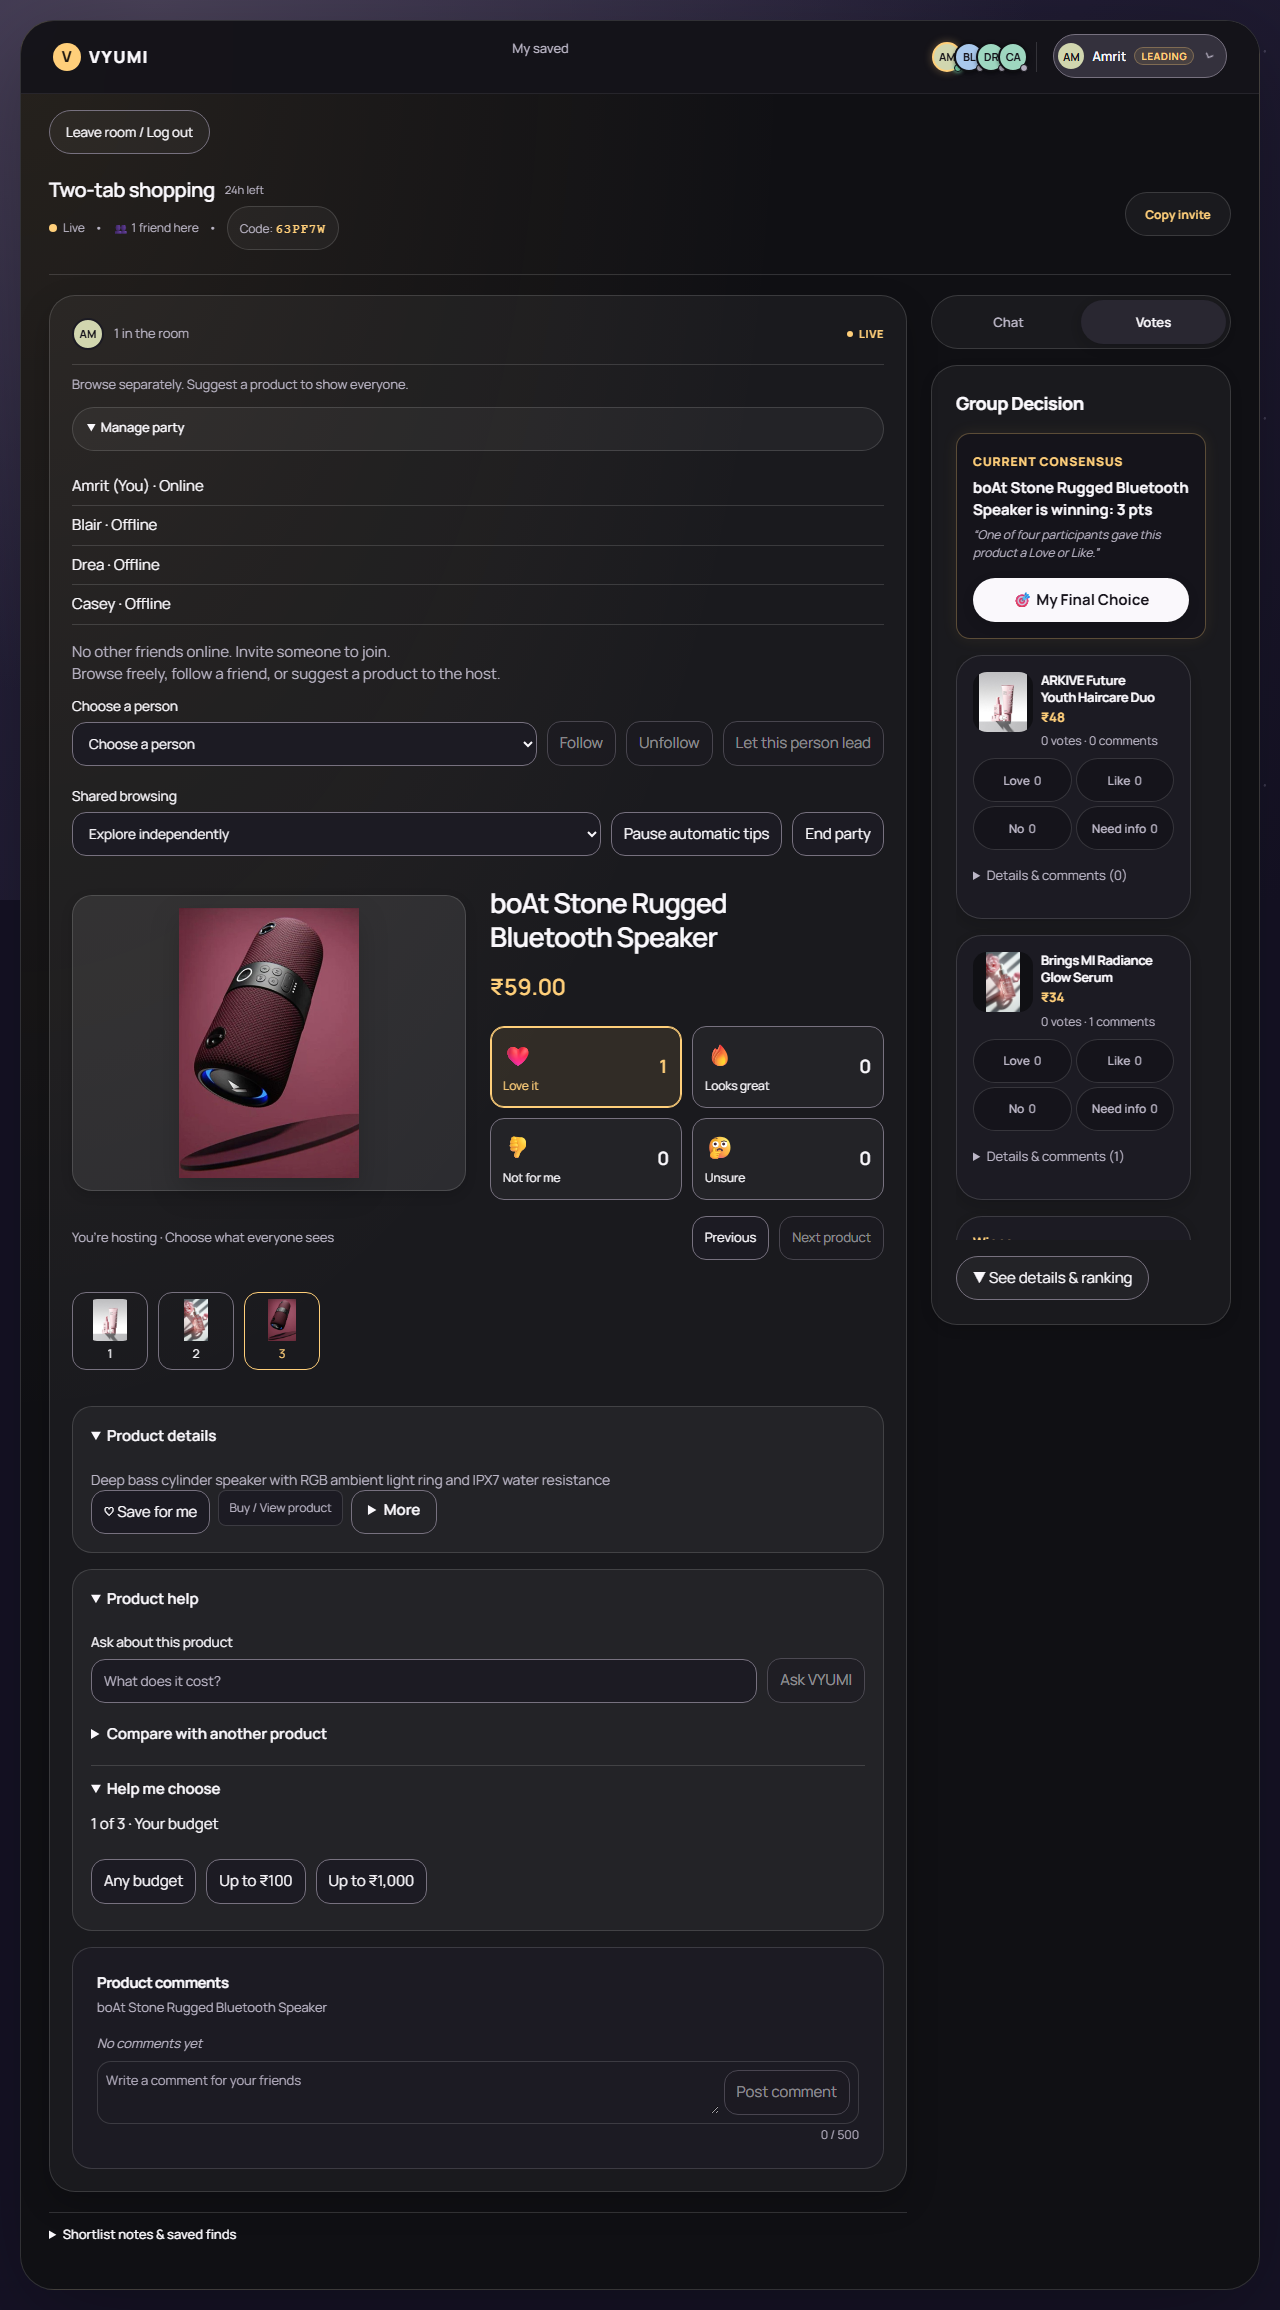 V VYUMI
My saved
AM BL DR CA
AM Amrit LEADING
Leave room / Log out
Two-tab shopping 24h left
Live • 1 friend here • Code: 63PF7W
Copy invite
AM 1 in the room
LIVE
Browse separately. Suggest a product to show everyone.
▼ Manage party
Amrit (You) · Online
Blair · Offline
Drea · Offline
Casey · Offline
No other friends online. Invite someone to join.
Browse freely, follow a friend, or suggest a product to the host.
Choose a person
Choose a person
Follow
Unfollow
Let this person lead
Shared browsing
Explore independently
Pause automatic tips
End party
boAt Stone Rugged
Bluetooth Speaker
₹59.00
Love it 1
Looks great 0
Not for me 0
Unsure 0
You're hosting · Choose what everyone sees
Previous
Next product
1
2
3
▼ Product details
Deep bass cylinder speaker with RGB ambient light ring and IPX7 water resistance
♡ Save for me
Buy / View product
▶ More
▼ Product help
Ask about this product
What does it cost?
Ask VYUMI
▶ Compare with another product
▼ Help me choose
1 of 3 · Your budget
Any budget
Up to ₹100
Up to ₹1,000
Product comments
boAt Stone Rugged Bluetooth Speaker
No comments yet
Write a comment for your friends
Post comment
0 / 500
▶ Shortlist notes & saved finds
Chat
Votes
Group Decision
CURRENT CONSENSUS
boAt Stone Rugged Bluetooth
Speaker is winning: 3 pts
"One of four participants gave this
product a Love or Like."
My Final Choice
ARKIVE Future
Youth Haircare Duo
₹48
0 votes · 0 comments
Love 0
Like 0
No 0
Need info 0
▶ Details & comments (0)
Brings MI Radiance
Glow Serum
₹34
0 votes · 1 comments
Love 0
Like 0
No 0
Need info 0
▶ Details & comments (1)
▼ See details & ranking